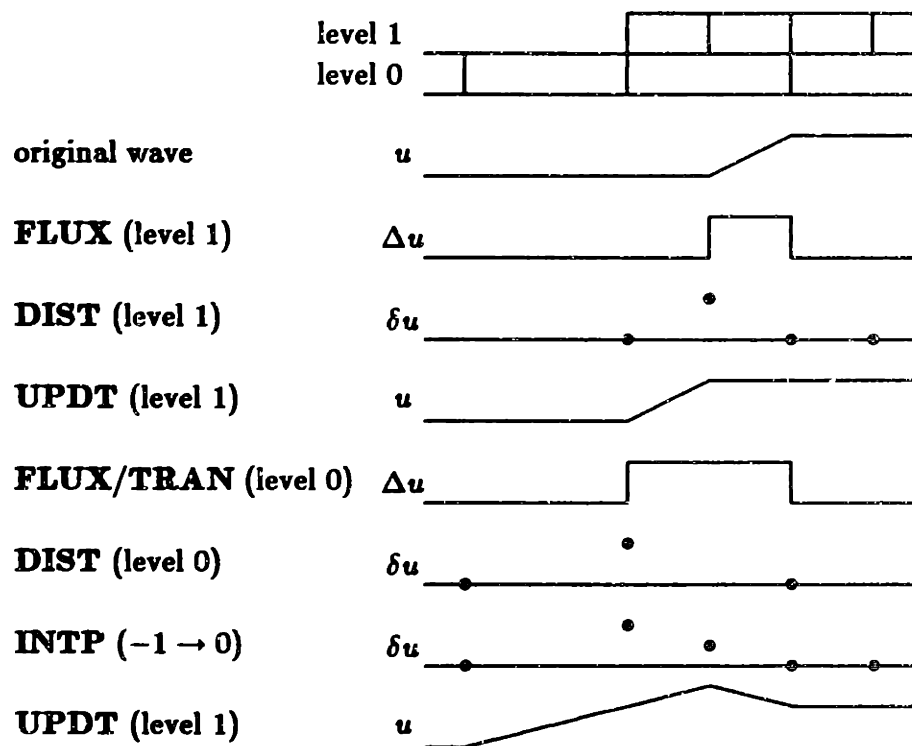 level 1
level 0
original wave u
FLUX (level 1) Δu
DIST (level 1) δu
UPDT (level 1) u
FLUX/TRAN (level 0) Δu
DIST (level 0) δu
INTP (−1 → 0) δu
UPDT (level 1) u